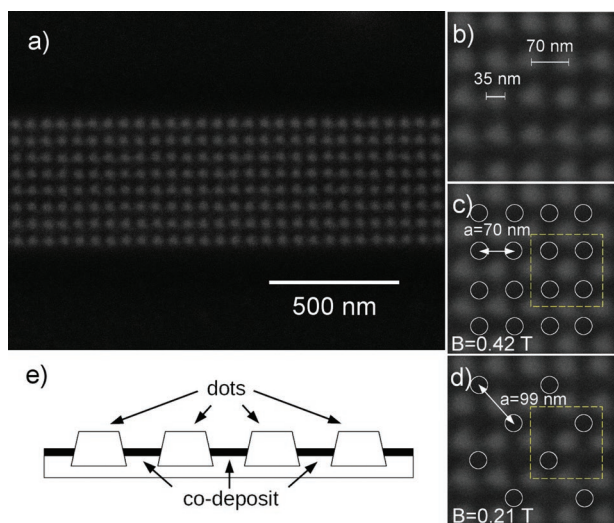 a)
500 nm
b)
70 nm
35 nm
c)
a=70 nm
B=0.42 T
d)
a=99 nm
B=0.21 T
e)
dots
co-deposit